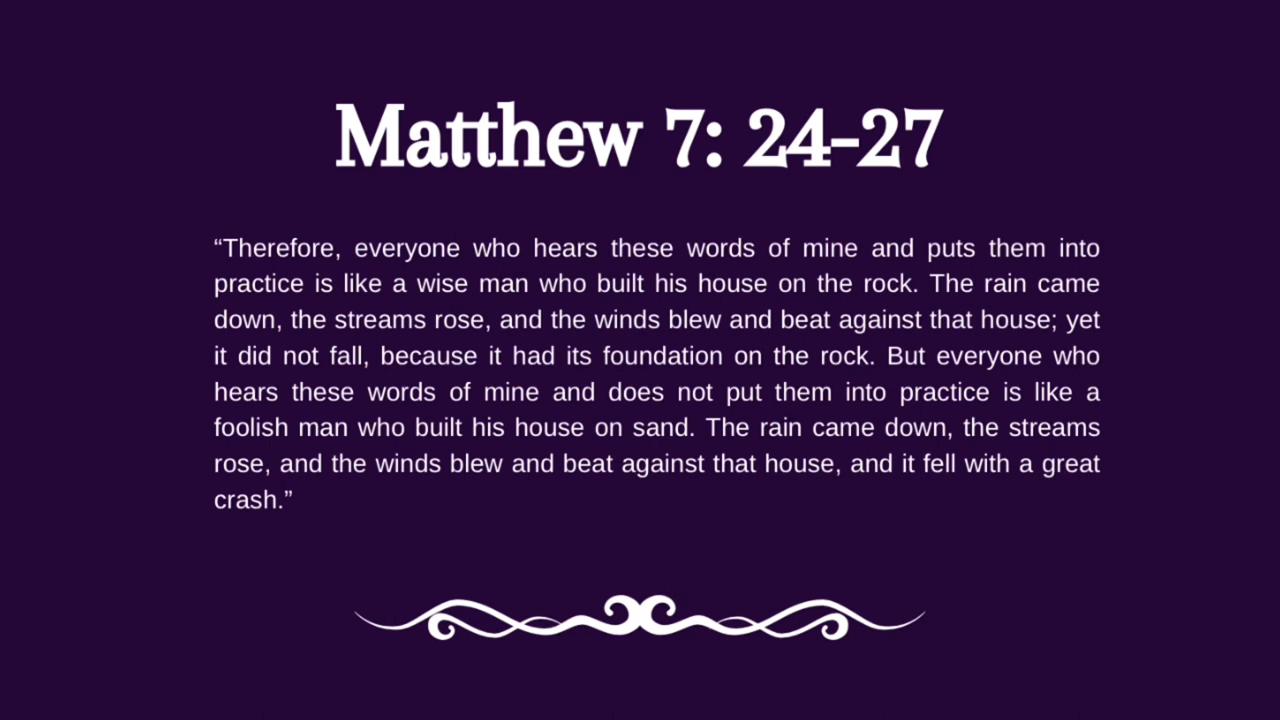 Matthew 7: 24-27
“Therefore, everyone who hears these words of mine and puts them into
practice is like a wise man who built his house on the rock. The rain came
down, the streams rose, and the winds blew and beat against that house; yet
it did not fall, because it had its foundation on the rock. But everyone who
hears these words of mine and does not put them into practice is like a
foolish man who built his house on sand. The rain came down, the streams
rose, and the winds blew and beat against that house, and it fell with a great
crash.”